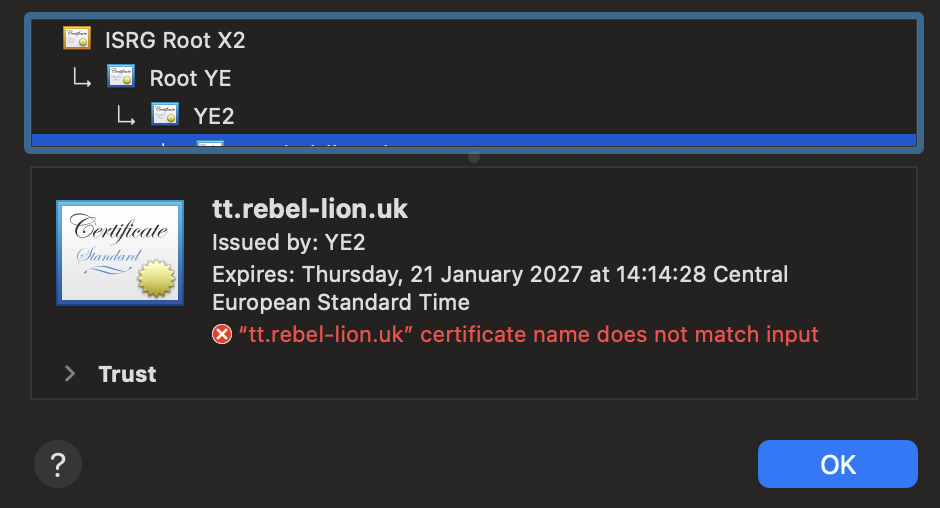 ISRG Root X2
Root YE
YE2
Certificate
Standard
tt.rebel-lion.uk
Issued by: YE2
Expires: Thursday, 21 January 2027 at 14:14:28 Central
European Standard Time
“tt.rebel-lion.uk” certificate name does not match input
Trust
?
OK